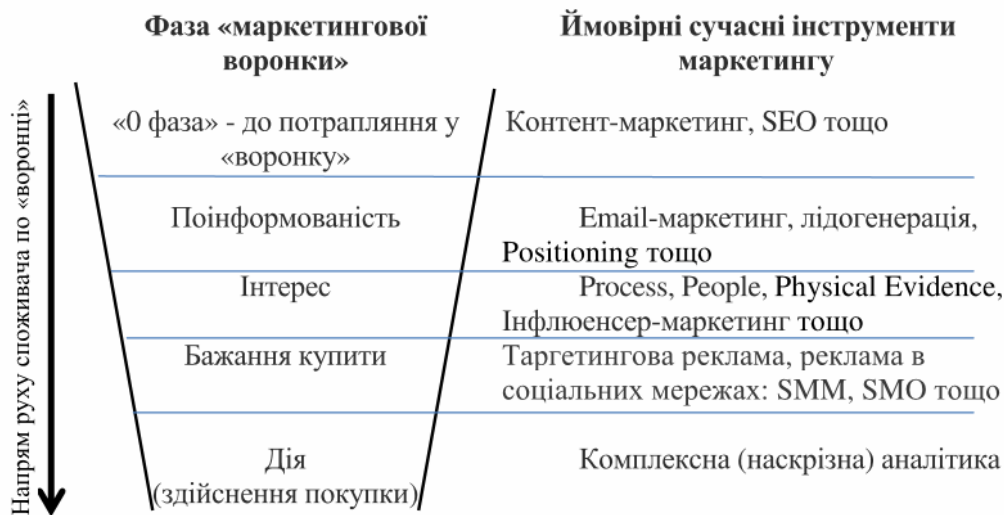 Фаза «маркетингової
воронки»
Ймовірні сучасні інструменти
маркетингу
Напрям руху споживача по «воронці»
«0 фаза» - до потрапляння у
«воронку»
Контент-маркетинг, SEO тощо
Поінформованість
Email-маркетинг, лідогенерація,
Positioning тощо
Інтерес
Process, People, Physical Evidence,
Інфлюенсер-маркетинг тощо
Бажання купити
Таргетингова реклама, реклама в
соціальних мережах: SMM, SMO тощо
Дія
(здійснення покупки)
Комплексна (наскрізна) аналітика